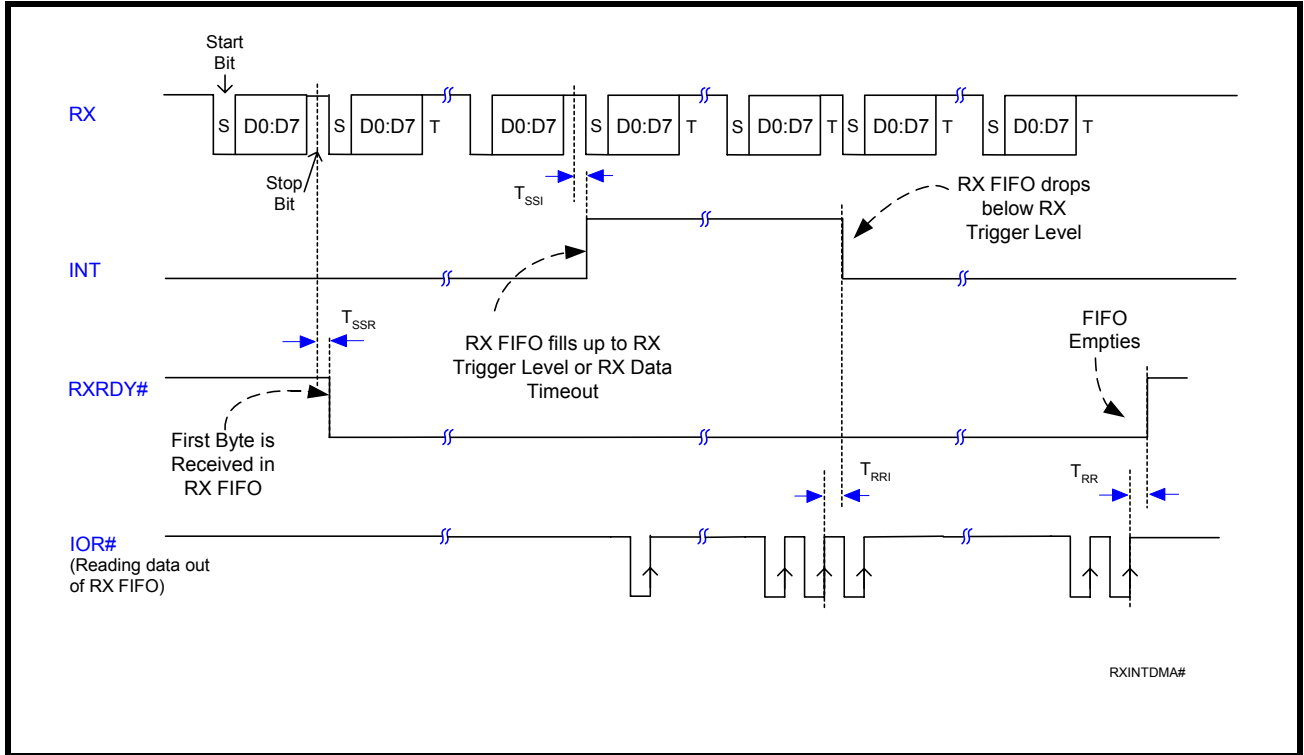 Start
Bit
RX
S D0:D7 S D0:D7 T D0:D7 S D0:D7 T S D0:D7 T S D0:D7 T S D0:D7 T
Stop
Bit
TSSI
RX FIFO drops
below RX
Trigger Level
INT
TSSR
RX FIFO fills up to RX
Trigger Level or RX Data
Timeout
FIFO
Empties
RXRDY#
First Byte is
Received in
RX FIFO
TRRI
TRR
IOR#
(Reading data out
of RX FIFO)
RXINTDMA#